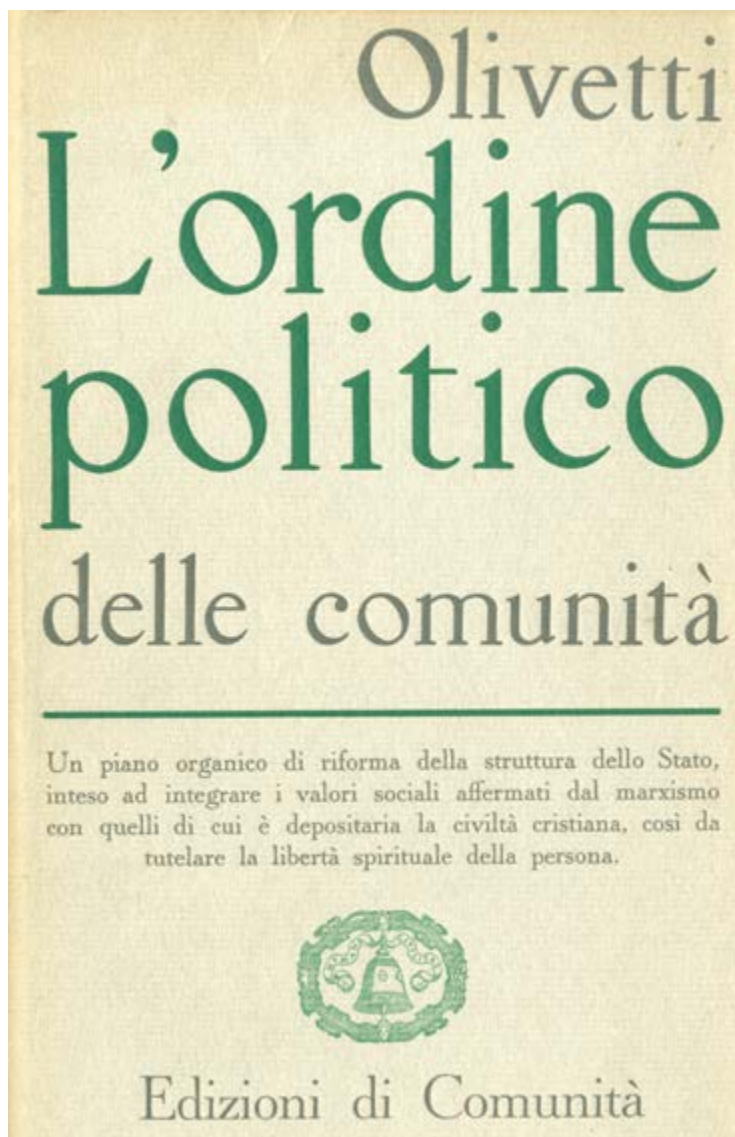 Olivetti
L'ordine
politico
delle comunità
Un piano organico di riforma della struttura dello Stato,
inteso ad integrare i valori sociali affermati dal marxismo
con quelli di cui è depositaria la civiltà cristiana, così da
tutelare la libertà spirituale della persona.
Edizioni di Comunità